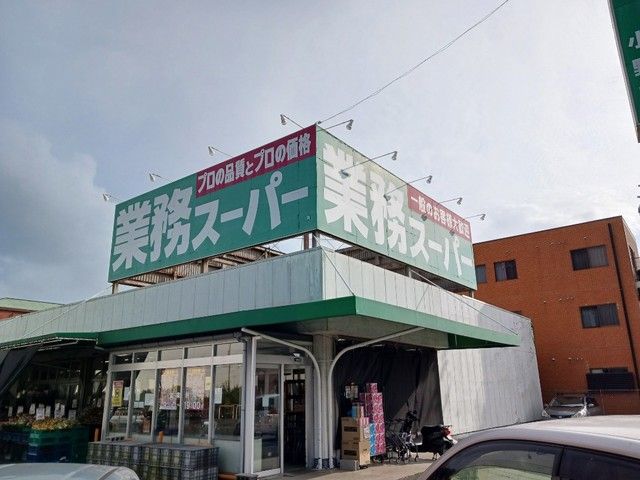 プロの品質とプロの価格
業務スーパー
一般のお客様大歓迎
業務スーパー
小